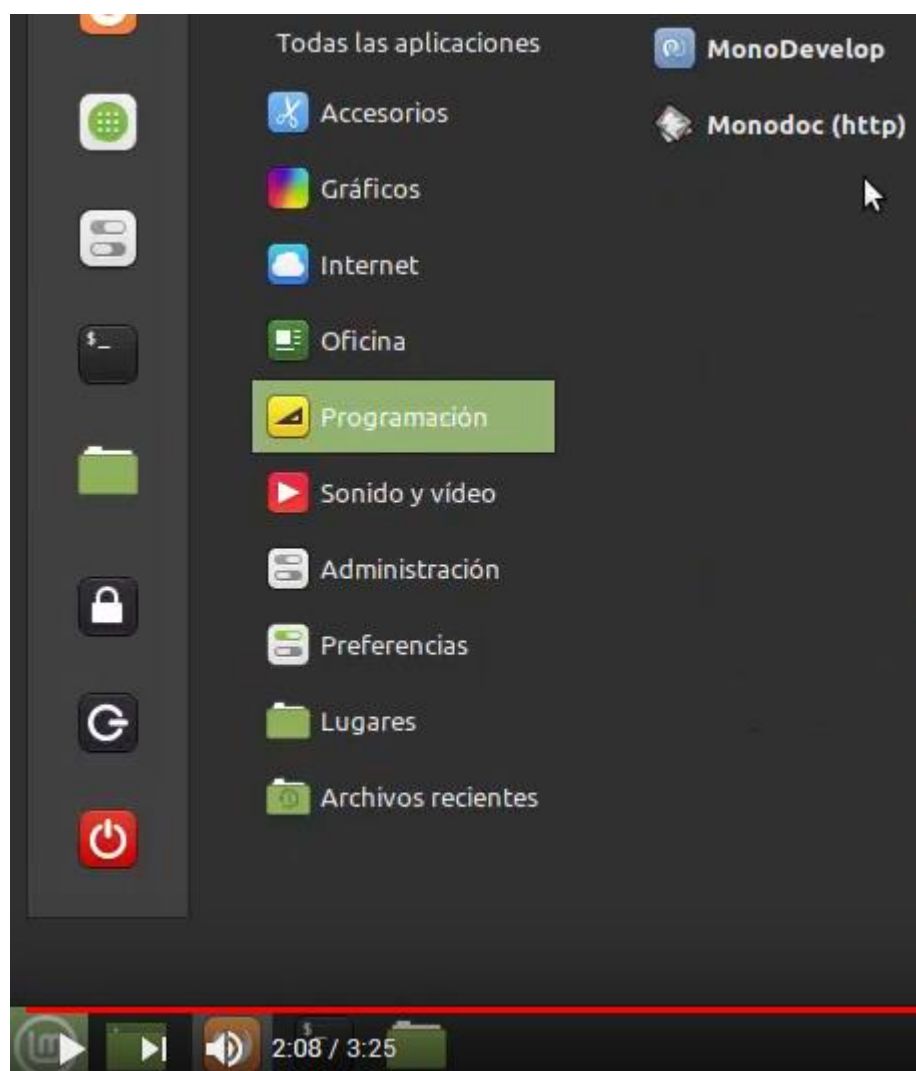 Todas las aplicaciones
Accesorios
Gráficos
Internet
Oficina
Programación
Sonido y vídeo
Administración
Preferencias
Lugares
Archivos recientes
MonoDevelop
Monodoc (http)
$_
lm
$_
2:08 / 3:25